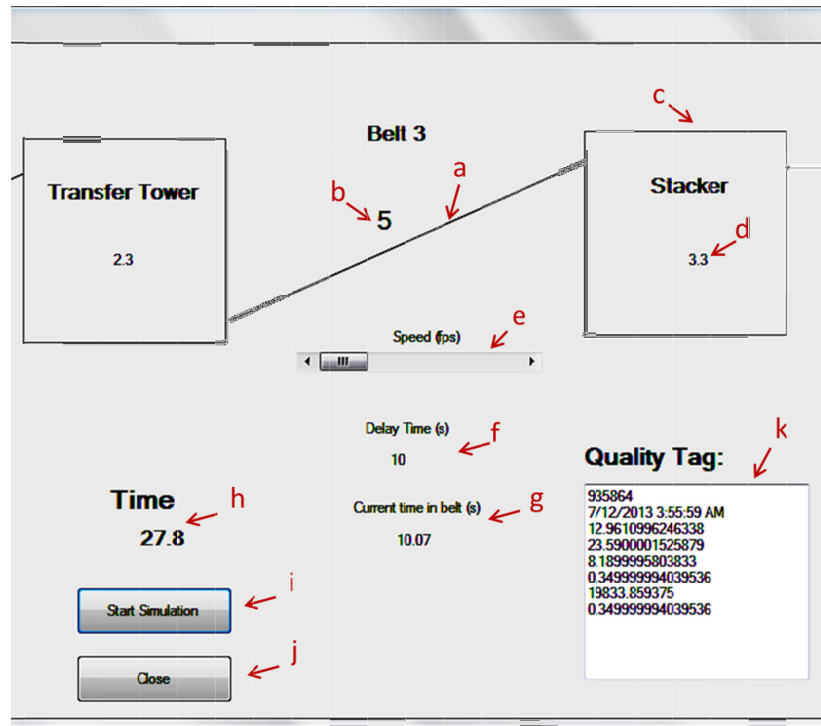 c
Belt 3
a
Transfer Tower
b
5
Stacker
d
2.3
3.3
e
Speed (fps)
Delay Time (s)
f
10
k
Quality Tag:
Time
h
27.8
Current time in belt (s)
g
10.07
935864
7/12/2013 3:55:59 AM
12.9610996246338
23.5900001525879
8.1899995803833
0.349999994039536
19833.859375
0.349999994039536
i
Start Simulation
j
Close